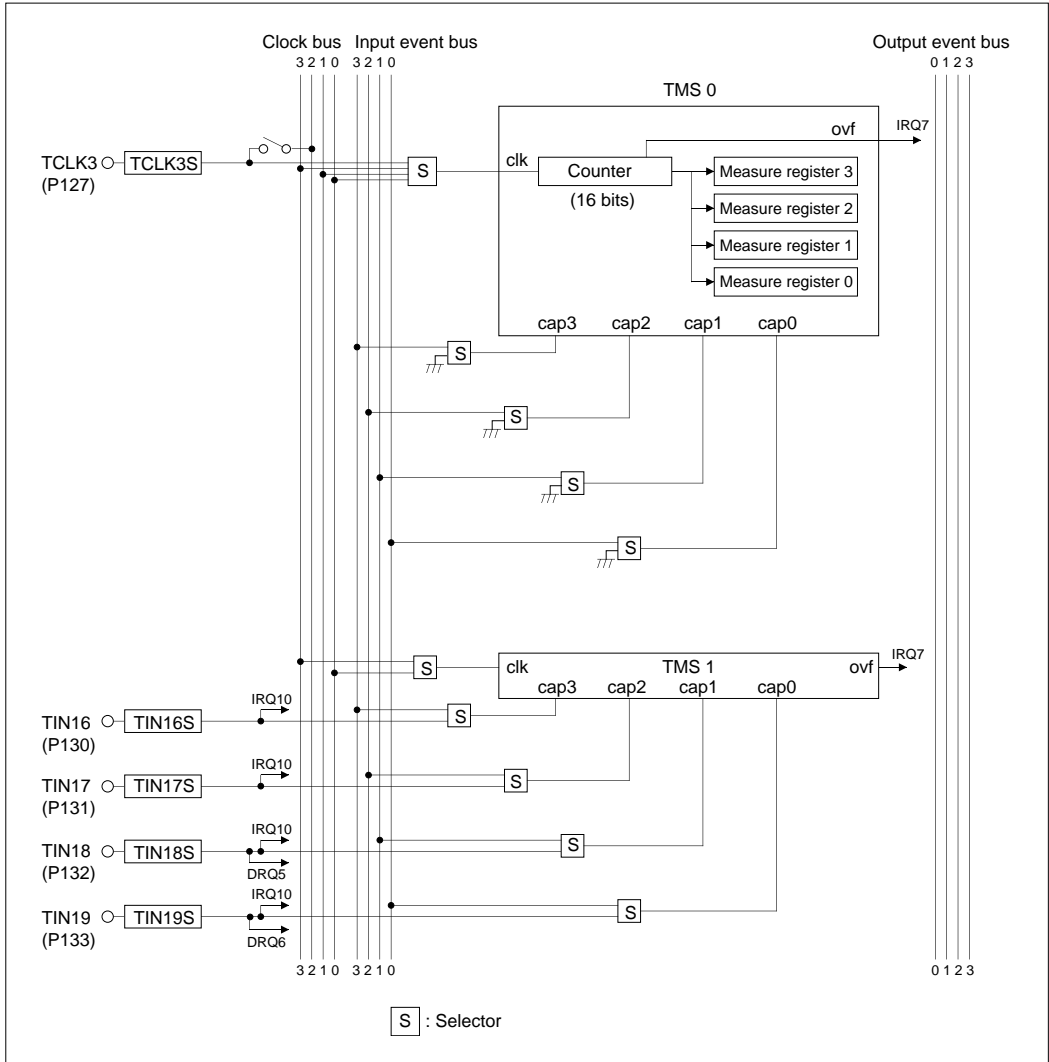 Clock bus Input event bus Output event bus
3 2 1 0 3 2 1 0 0 1 2 3
TMS 0
ovf IRQ7
TCLK3 TCLK3S S clk Counter Measure register 3
(P127) (16 bits)
Measure register 2
Measure register 1
Measure register 0
cap3 cap2 cap1 cap0
S
S
S
S
S clk TMS 1 ovf IRQ7
cap3 cap2 cap1 cap0
IRQ10
TIN16 TIN16S S
(P130)
IRQ10
TIN17 TIN17S S
(P131)
IRQ10
TIN18 TIN18S S
(P132) DRQ5
IRQ10
TIN19 TIN19S S
(P133) DRQ6
3 2 1 0 3 2 1 0 0 1 2 3
S : Selector